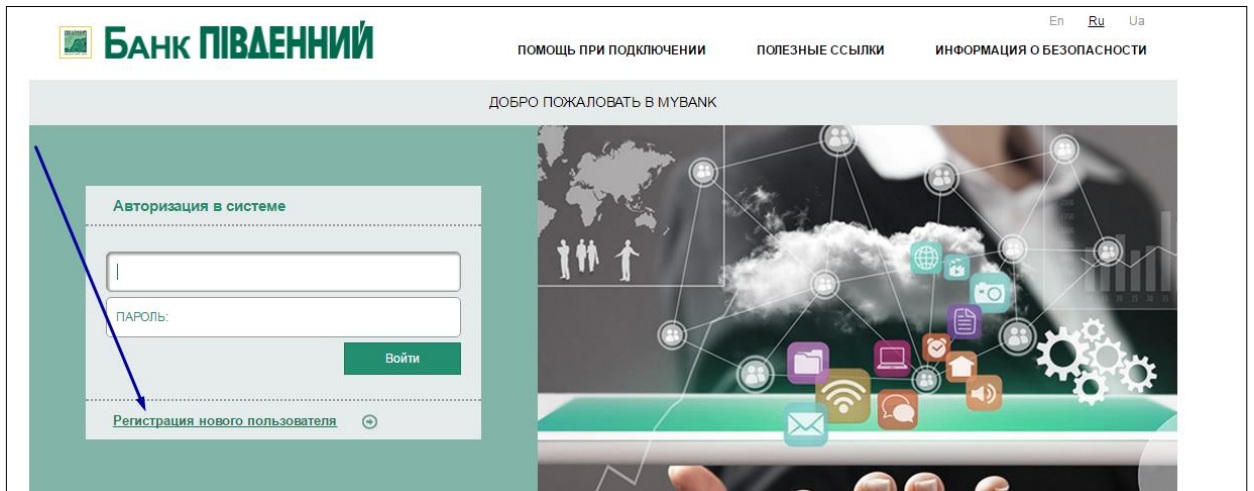 En Ru Ua
Банк ПІВДЕННИЙ
ПОМОЩЬ ПРИ ПОДКЛЮЧЕНИИ ПОЛЕЗНЫЕ ССЫЛКИ ИНФОРМАЦИЯ О БЕЗОПАСНОСТИ
ДОБРО ПОЖАЛОВАТЬ В MYBANK
Авторизация в системе
ПАРОЛЬ:
Войти
Регистрация нового пользователя